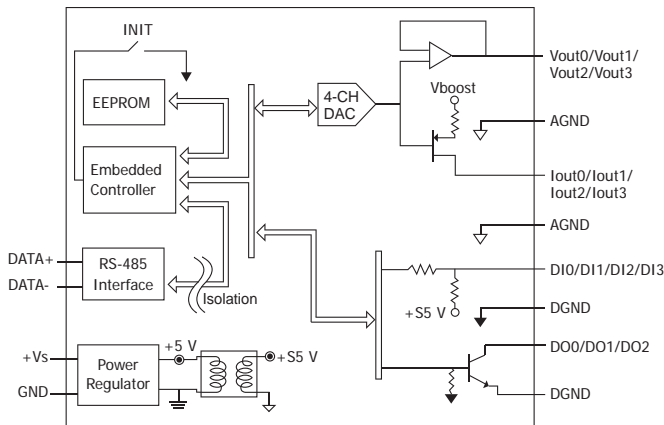 INIT
EEPROM
Embedded
Controller
DATA+
DATA-
RS-485
Interface
Isolation
+Vs
GND
Power
Regulator
+5 V
+S5 V
4-CH
DAC
Vboost
Vout0/Vout1/
Vout2/Vout3
AGND
Iout0/Iout1/
Iout2/Iout3
AGND
DI0/DI1/DI2/DI3
+S5 V
DGND
DO0/DO1/DO2
DGND